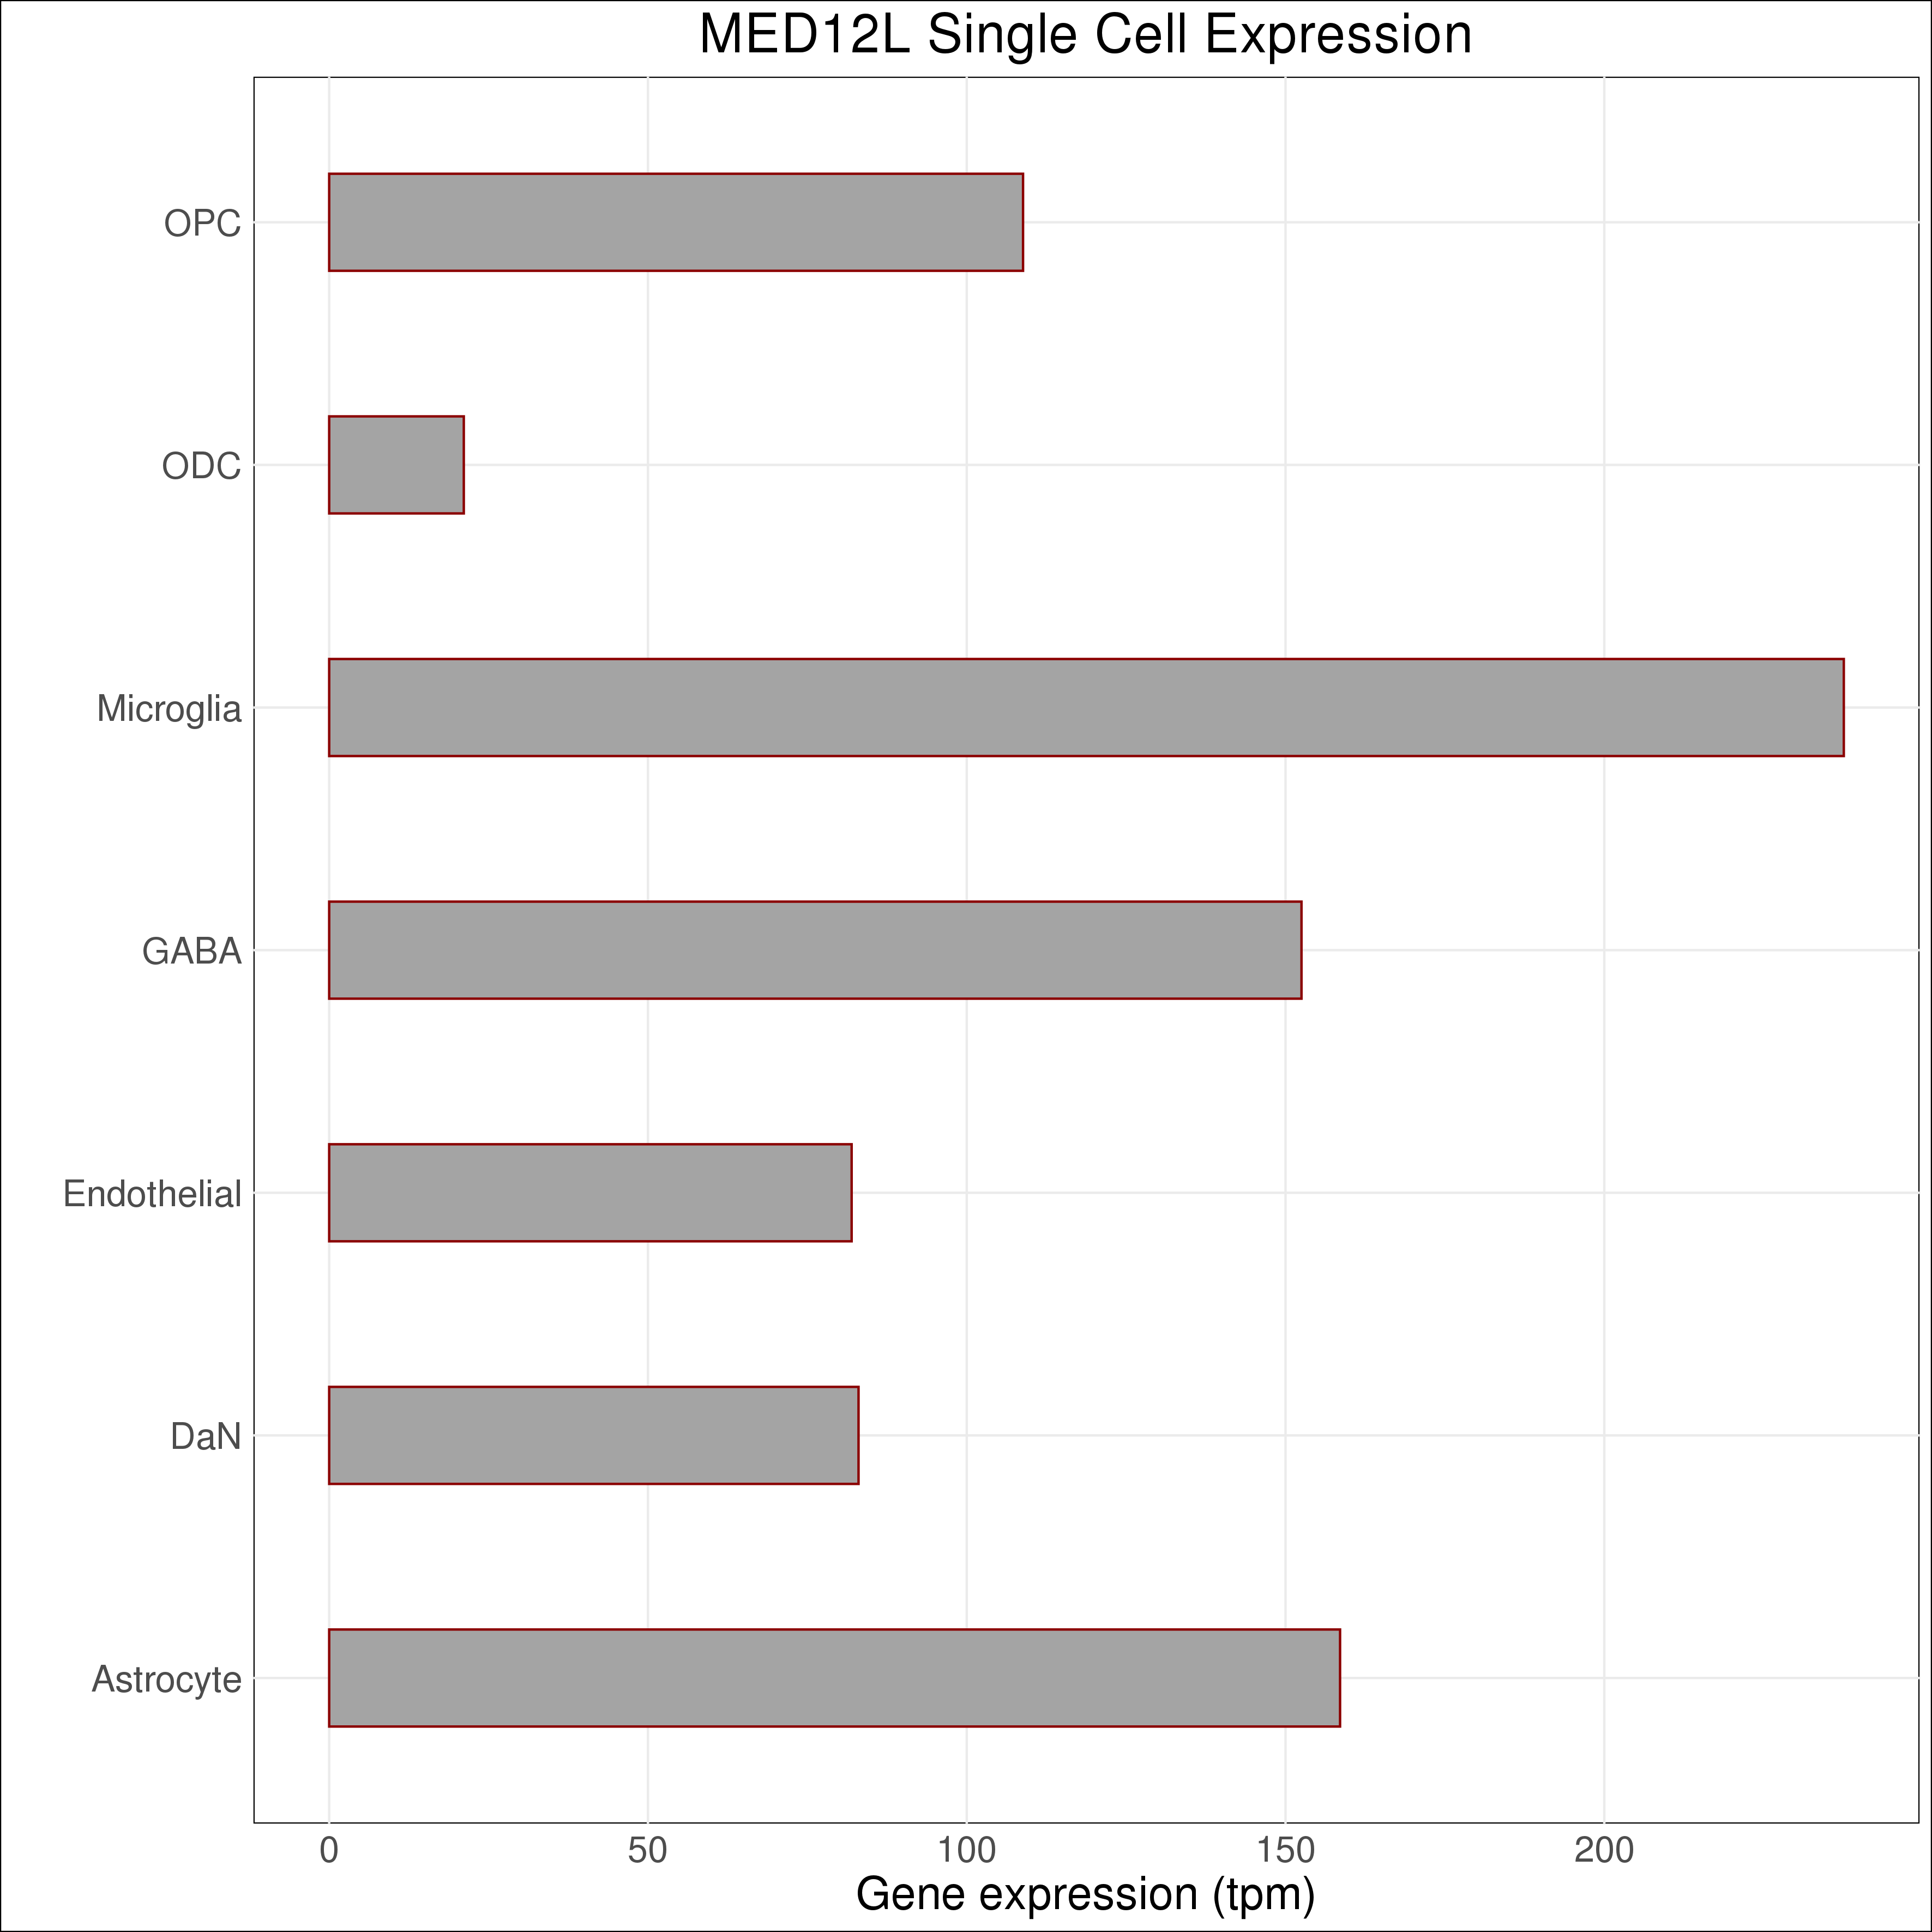 MED12L Single Cell Expression
OPC
ODC
Microglia
GABA
Endothelial
DaN
Astrocyte
0 50 100 150 200
Gene expression (tpm)